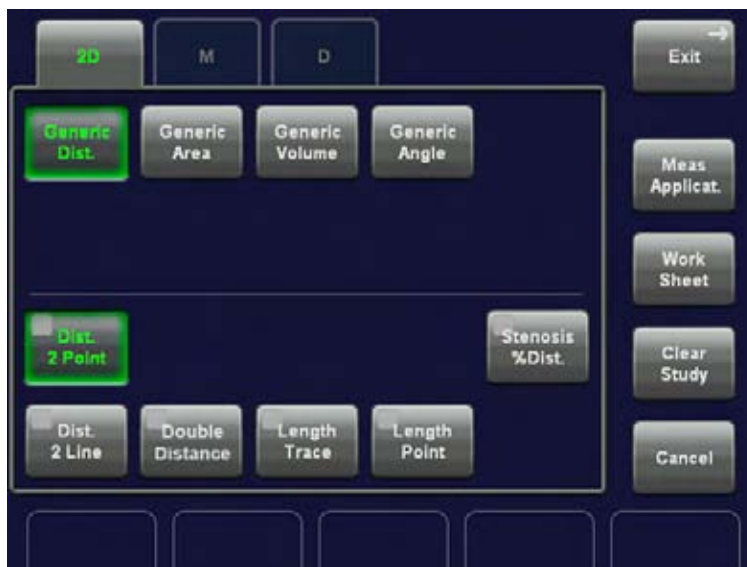 2D
M
D
Exit
Generic
Dist.
Generic
Area
Generic
Volume
Generic
Angle
Meas
Applicat.
Work
Sheet
Dist.
2 Point
Stenosis
%Dist.
Clear
Study
Dist.
2 Line
Double
Distance
Length
Trace
Length
Point
Cancel